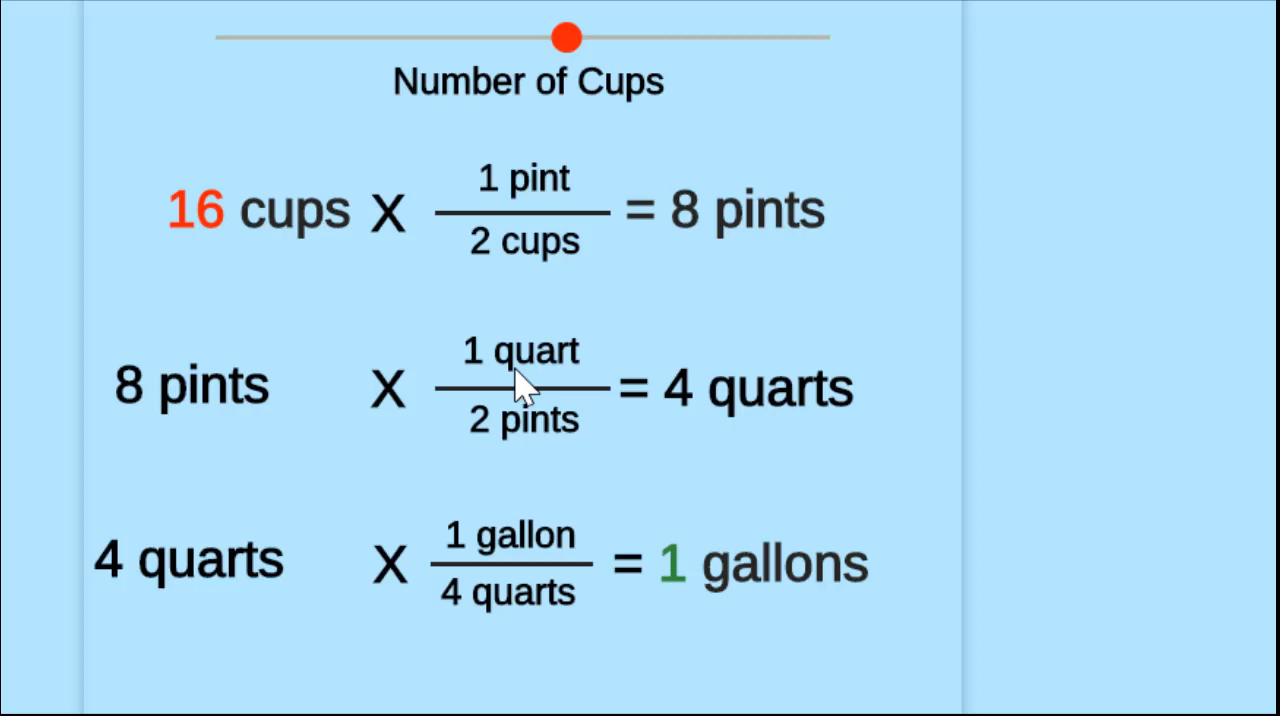 Number of Cups
16 cups X 1 pint / 2 cups = 8 pints
8 pints X 1 quart / 2 pints = 4 quarts
4 quarts X 1 gallon / 4 quarts = 1 gallons